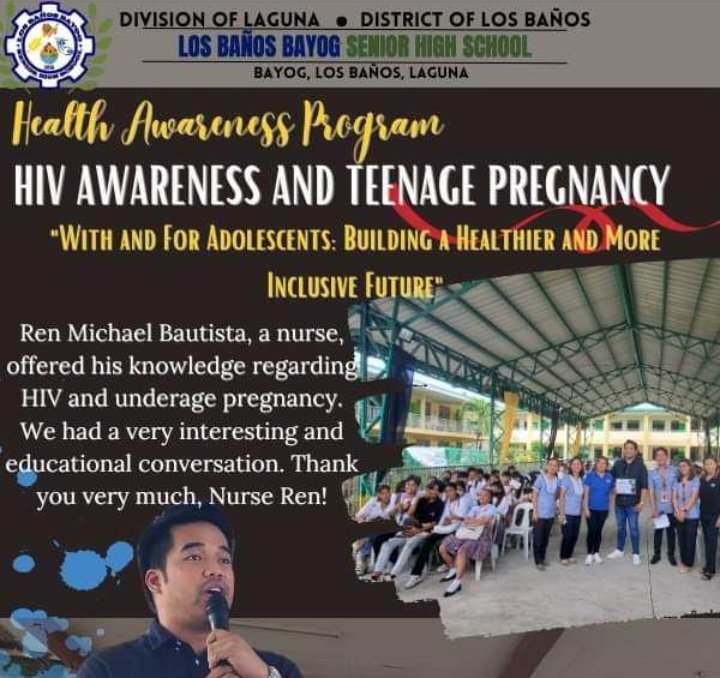 DIVISION OF LAGUNA ● DISTRICT OF LOS BAÑOS
LOS BAÑOS BAYOG SENIOR HIGH SCHOOL
BAYOG, LOS BAÑOS, LAGUNA
Health Awareness Program
HIV AWARENESS AND TEENAGE PREGNANCY
"WITH AND FOR ADOLESCENTS: BUILDING A HEALTHIER AND MORE
INCLUSIVE FUTURE"
Ren Michael Bautista, a nurse,
offered his knowledge regarding
HIV and underage pregnancy.
We had a very interesting and
educational conversation. Thank
you very much, Nurse Ren!